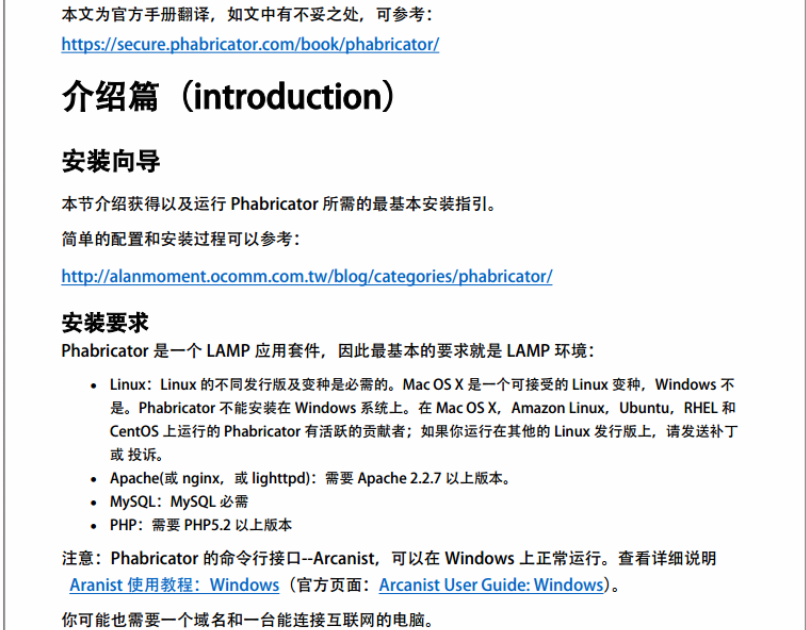 本文为官方手册翻译，如文中有不妥之处，可参考：
https://secure.phabricator.com/book/phabricator/
介绍篇（introduction）
安装向导
本节介绍获得以及运行 Phabricator 所需的最基本安装指引。
简单的配置和安装过程可以参考：
http://alanmoment.ocomm.com.tw/blog/categories/phabricator/
安装要求
Phabricator 是一个 LAMP 应用套件，因此最基本的要求就是 LAMP 环境：
• Linux：Linux 的不同发行版及变种是必需的。Mac OS X 是一个可接受的 Linux 变种，Windows 不
是。Phabricator 不能安装在 Windows 系统上。在 Mac OS X，Amazon Linux，Ubuntu，RHEL 和
CentOS 上运行的 Phabricator 有活跃的贡献者；如果你运行在其他的 Linux 发行版上，请发送补丁
或 投诉。
• Apache(或 nginx，或 lighttpd)：需要 Apache 2.2.7 以上版本。
• MySQL：MySQL 必需
• PHP：需要 PHP5.2 以上版本
注意：Phabricator 的命令行接口--Arcanist，可以在 Windows 上正常运行。查看详细说明
Aranist 使用教程：Windows（官方页面：Arcanist User Guide: Windows）。
你可能也需要一个域名和一台能连接互联网的电脑。